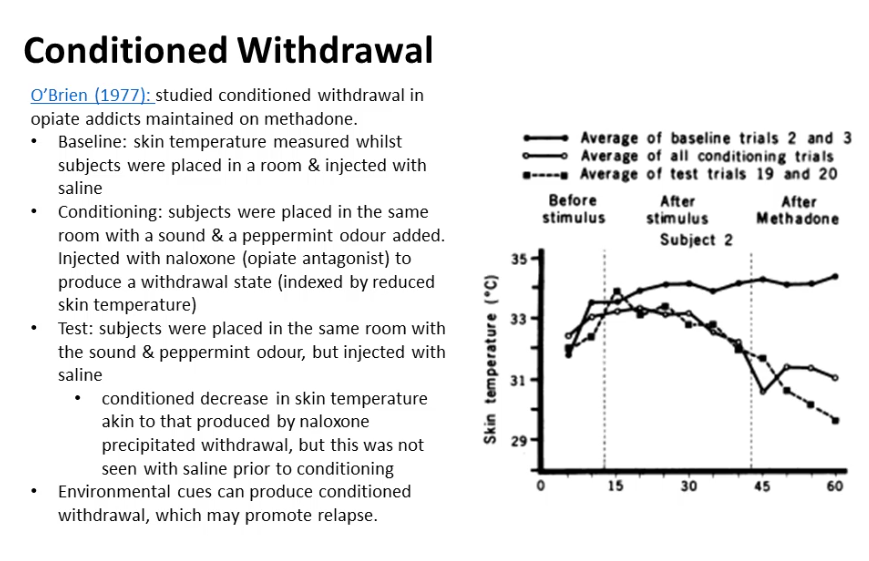 Conditioned Withdrawal
O'Brien (1977): studied conditioned withdrawal in
opiate addicts maintained on methadone.
• Baseline: skin temperature measured whilst
subjects were placed in a room & injected with
saline
• Conditioning: subjects were placed in the same
room with a sound & a peppermint odour added.
Injected with naloxone (opiate antagonist) to
produce a withdrawal state (indexed by reduced
skin temperature)
• Test: subjects were placed in the same room with
the sound & peppermint odour, but injected with
saline
• conditioned decrease in skin temperature
akin to that produced by naloxone
precipitated withdrawal, but this was not
seen with saline prior to conditioning
• Environmental cues can produce conditioned
withdrawal, which may promote relapse.
Average of baseline trials 2 and 3
Average of all conditioning trials
Average of test trials 19 and 20
Before stimulus
After stimulus
After Methadone
Subject 2
Skin temperature (°C)
35
33
31
29
0 15 30 45 60